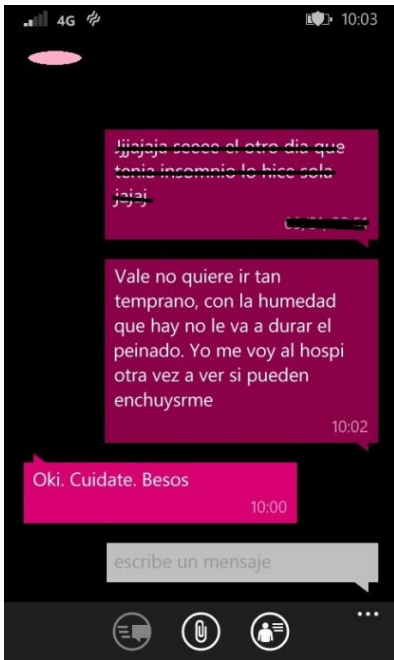 4G 10:03
Jjjajaja seeee el otro dia que
tenia insomnio lo hice sola
jajaj
Vale no quiere ir tan
temprano, con la humedad
que hay no le va a durar el
peinado. Yo me voy al hospi
otra vez a ver si pueden
enchuysrme
10:02
Oki. Cuidate. Besos
10:00
escribe un mensaje